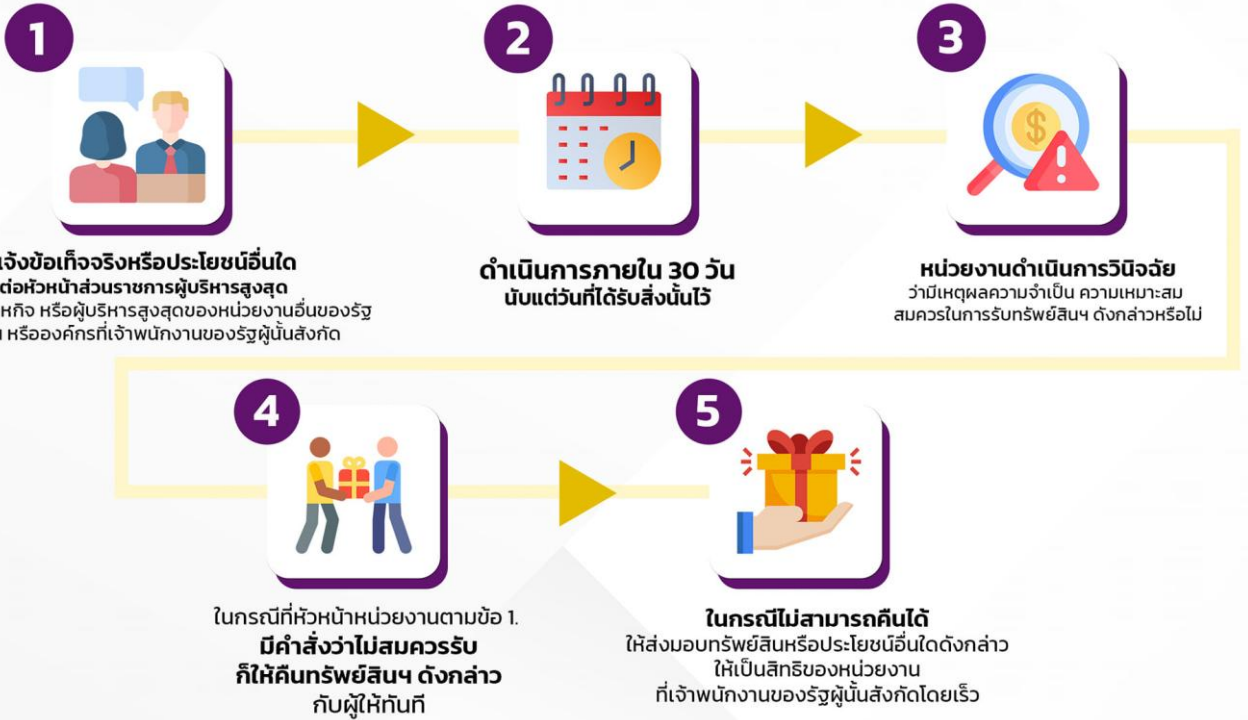 1
2
3
แจ้งข้อเท็จจริงหรือประโยชน์อื่นใด
ต่อหัวหน้าส่วนราชการผู้บริหารสูงสุด
หกิจ หรือผู้บริหารสูงสุดของหน่วยงานอื่นของรัฐ
หรือองค์กรที่เจ้าพนักงานของรัฐผู้นั้นสังกัด
ดำเนินการภายใน 30 วัน
นับแต่วันที่ได้รับสิ่งนั้นไว้
หน่วยงานดำเนินการวินิจฉัย
ว่ามีเหตุผลความจำเป็น ความเหมาะสม
สมควรในการรับทรัพย์สินฯ ดังกล่าวหรือไม่
4
5
$
ในกรณีที่หัวหน้าหน่วยงานตามข้อ 1.
มีคำสั่งว่าไม่สมควรรับ
ก็ให้คืนทรัพย์สินฯ ดังกล่าว
กับผู้ให้ทันที
ในกรณีไม่สามารถคืนได้
ให้ส่งมอบทรัพย์สินหรือประโยชน์อื่นใดดังกล่าว
ให้เป็นสิทธิของหน่วยงาน
ที่เจ้าพนักงานของรัฐผู้นั้นสังกัดโดยเร็ว